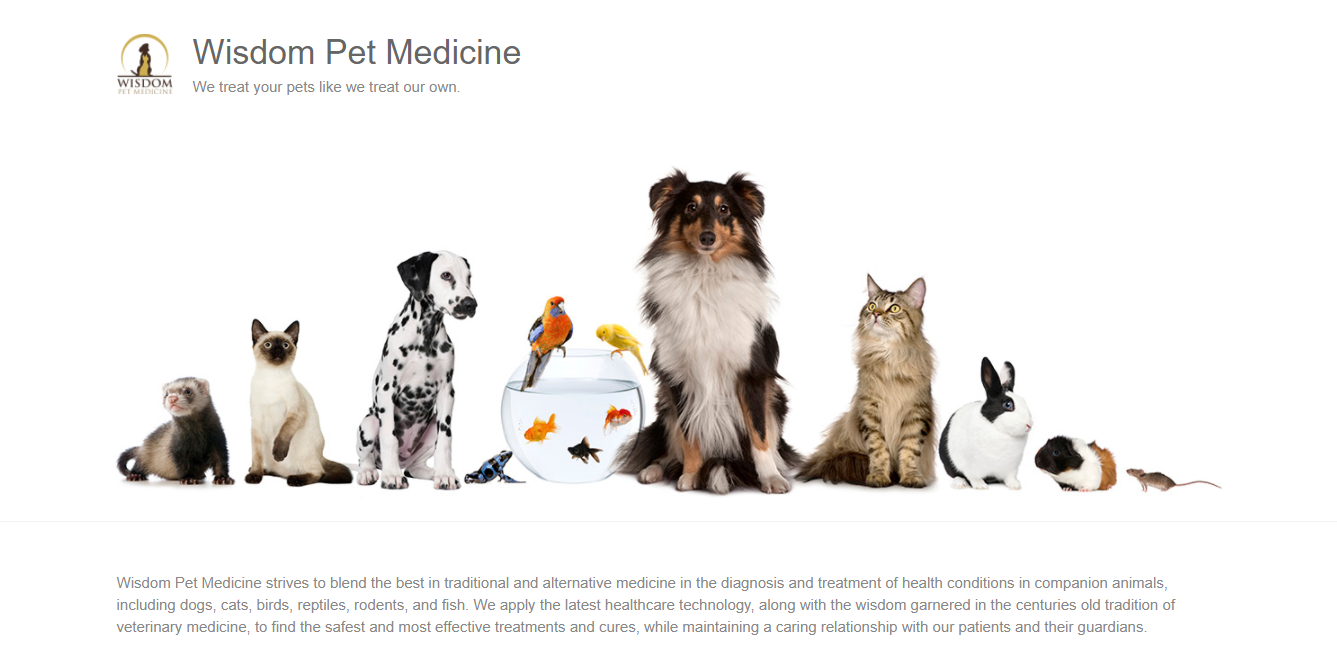 WISDOM
PET MEDICINE
Wisdom Pet Medicine
We treat your pets like we treat our own.
Wisdom Pet Medicine strives to blend the best in traditional and alternative medicine in the diagnosis and treatment of health conditions in companion animals,
including dogs, cats, birds, reptiles, rodents, and fish. We apply the latest healthcare technology, along with the wisdom garnered in the centuries old tradition of
veterinary medicine, to find the safest and most effective treatments and cures, while maintaining a caring relationship with our patients and their guardians.